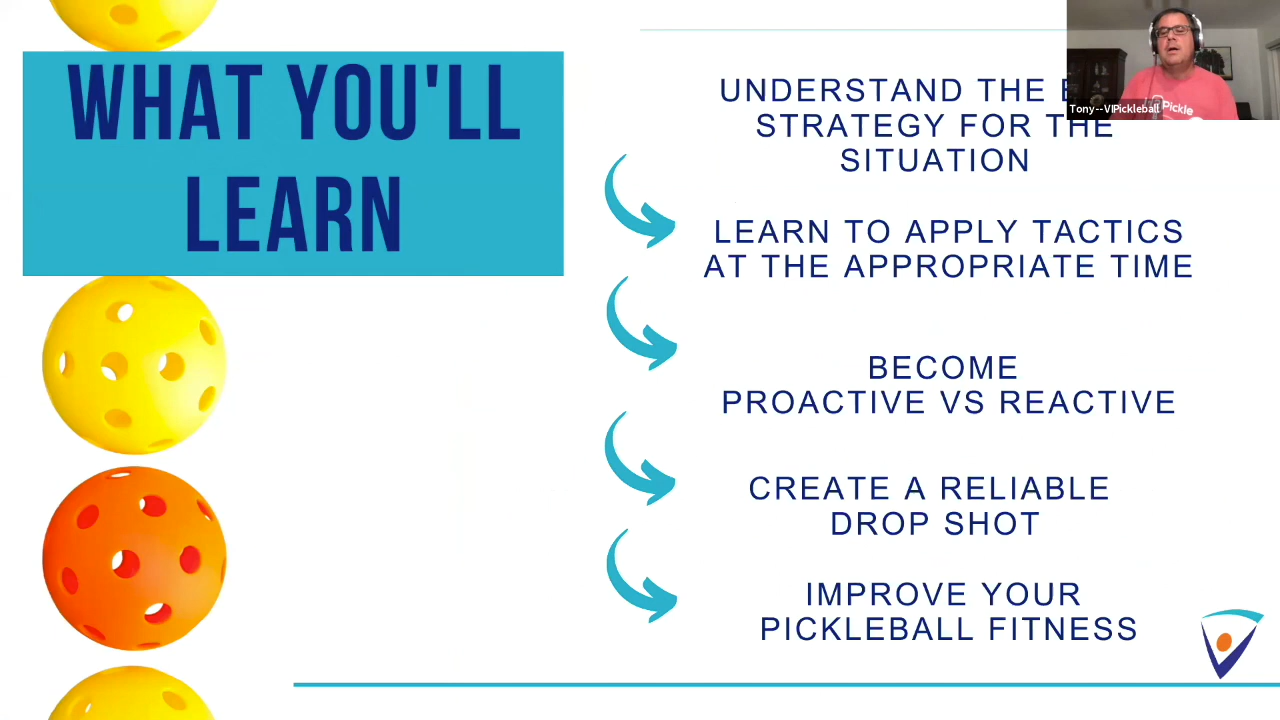 WHAT YOU'LL
LEARN
UNDERSTAND THE
STRATEGY FOR THE
SITUATION
LEARN TO APPLY TACTICS
AT THE APPROPRIATE TIME
BECOME
PROACTIVE VS REACTIVE
CREATE A RELIABLE
DROP SHOT
IMPROVE YOUR
PICKLEBALL FITNESS
Pickle
Tony--VIPickleball